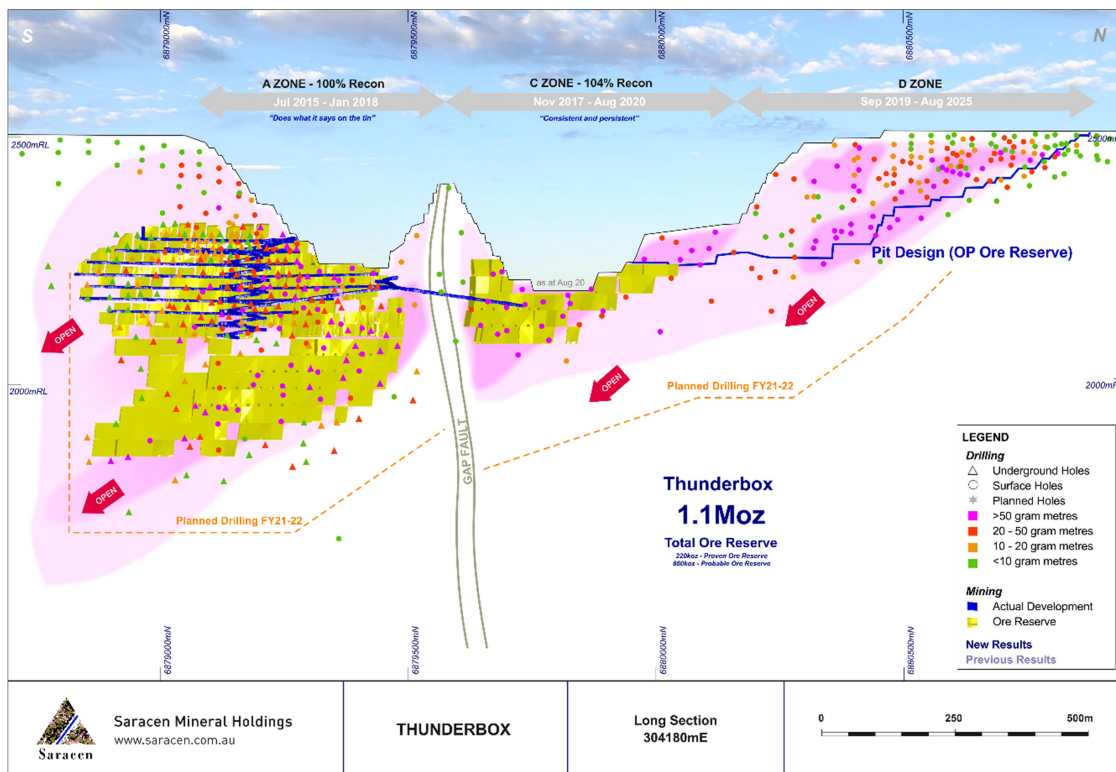 6879000mN
6879500mN
6880000mN
6880500mN
S
N
A ZONE - 100% Recon
C ZONE - 104% Recon
D ZONE
Jul 2015 - Jan 2018
Nov 2017 - Aug 2020
Sep 2019 - Aug 2025
"Does what it says on the tin"
"Consistent and persistent"
2500mRL
2500mRL
Pit Design (OP Ore Reserve)
as at Aug 20
OPEN
OPEN
OPEN
OPEN
2000mRL
2000mRL
Planned Drilling FY21-22
Planned Drilling FY21-22
GAP FAULT
Thunderbox
1.1Moz
Total Ore Reserve
220koz - Proven Ore Reserve
860koz - Probable Ore Reserve
LEGEND
Drilling
Underground Holes
Surface Holes
Planned Holes
>50 gram metres
20 - 50 gram metres
10 - 20 gram metres
<10 gram metres
Mining
Actual Development
Ore Reserve
New Results
Previous Results
6879000mN
6879500mN
6880000mN
6880500mN
Saracen
Saracen Mineral Holdings
www.saracen.com.au
THUNDERBOX
Long Section
304180mE
0
250
500m